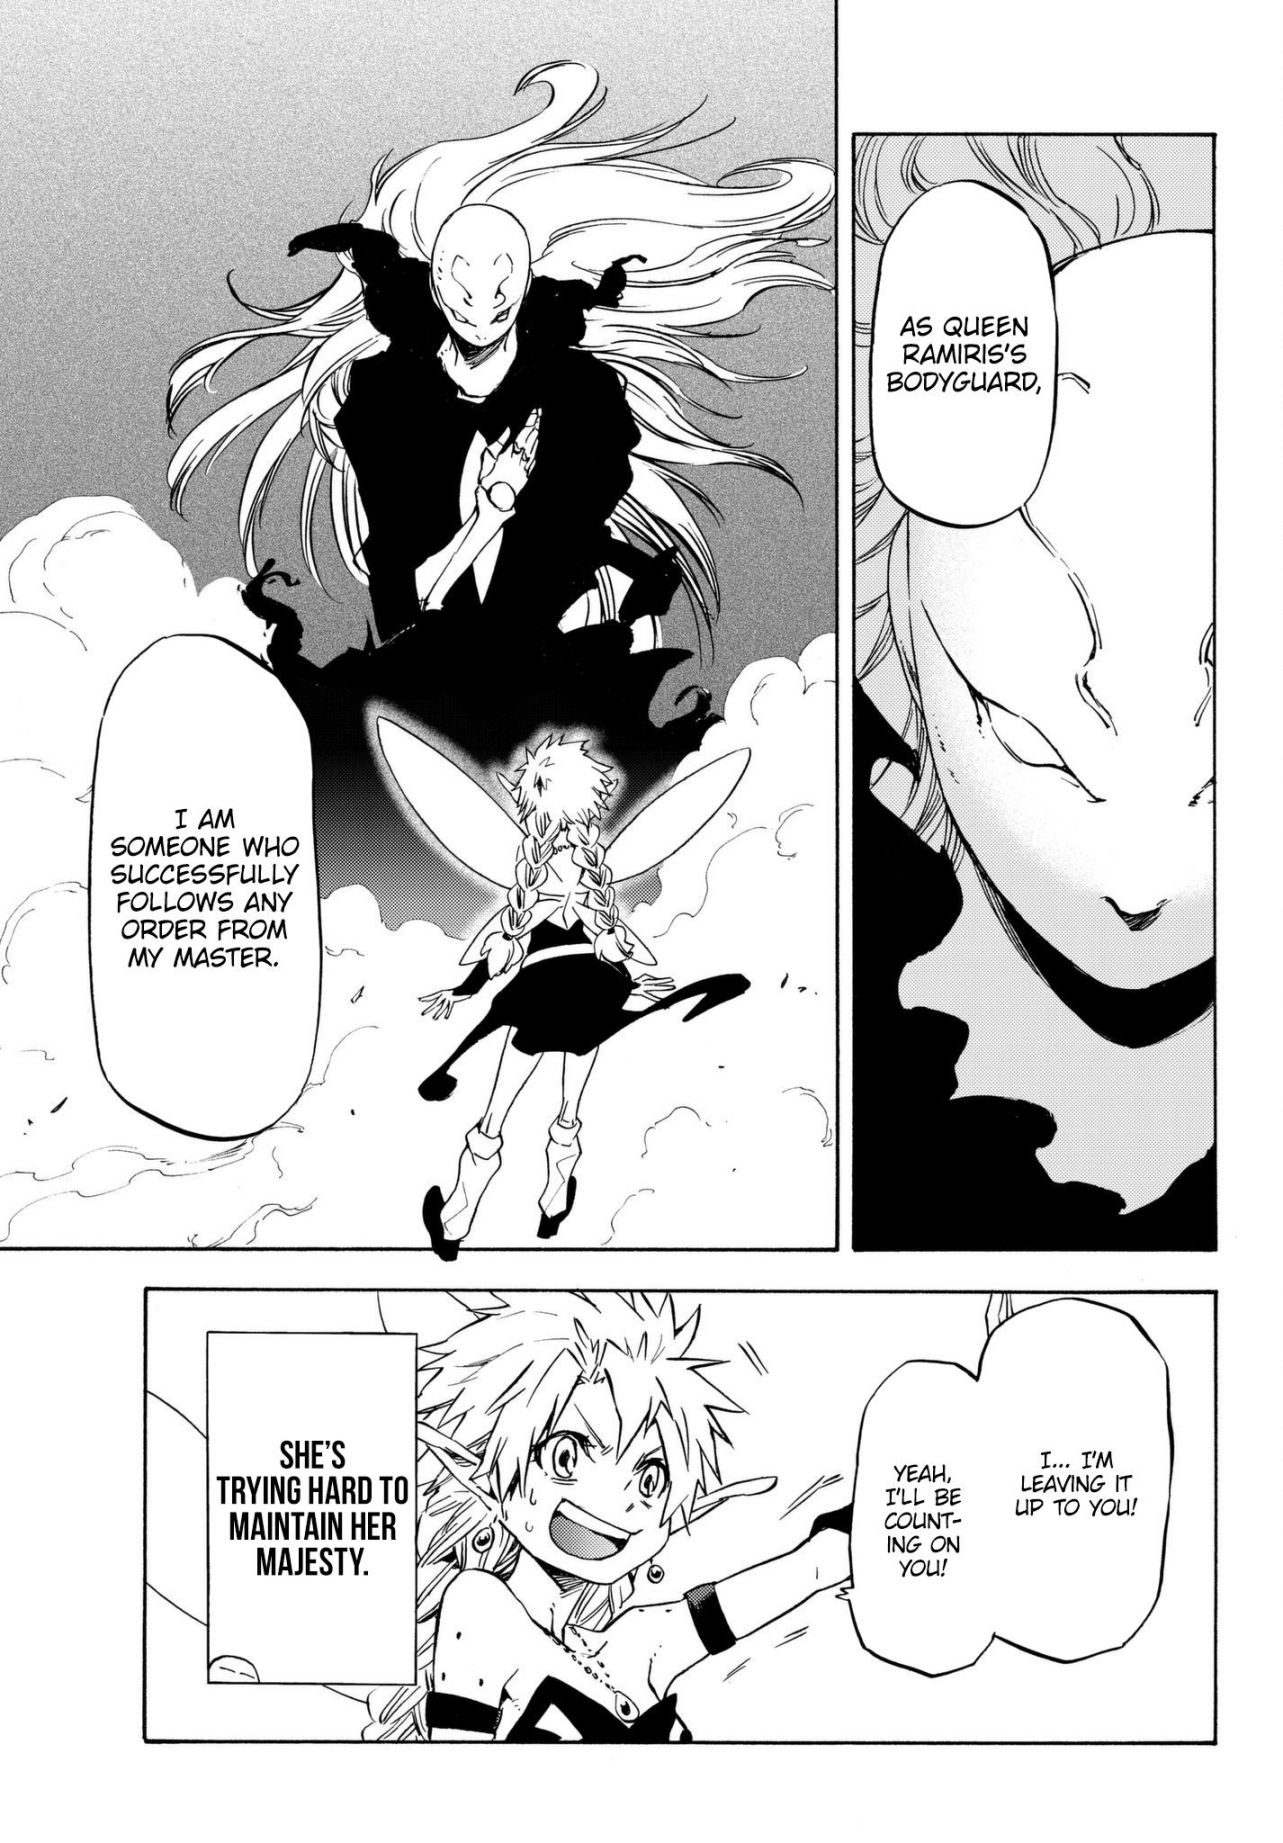 AS QUEEN
RAMIRIS'S
BODYGUARD,
I AM
SOMEONE WHO
SUCCESSFULLY
FOLLOWS ANY
ORDER FROM
MY MASTER.
I... I'M
LEAVING IT
UP TO YOU!
YEAH,
I'LL BE
COUNT-
ING ON
YOU!
SHE'S
TRYING HARD TO
MAINTAIN HER
MAJESTY.